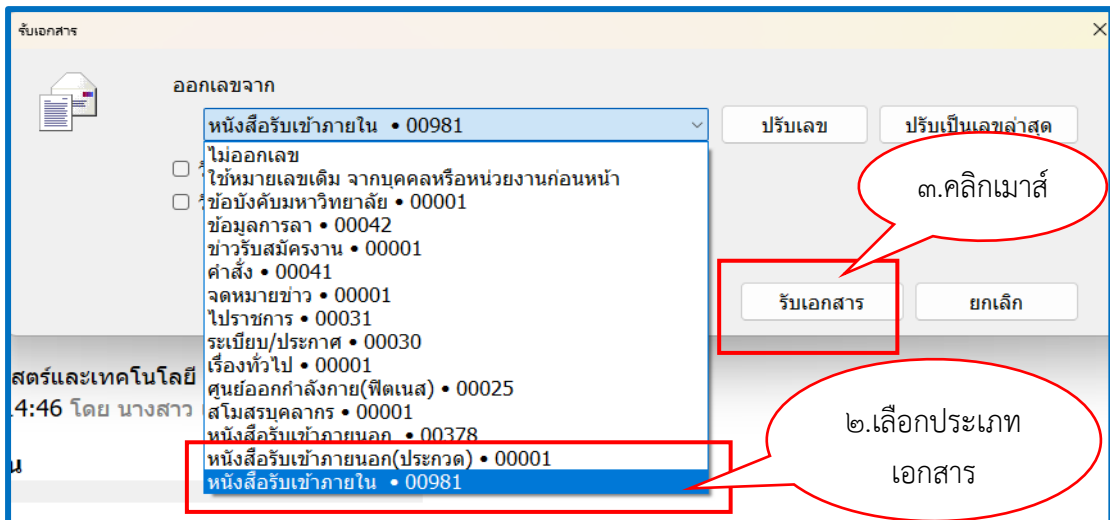 รับเอกสาร
ออกเลขจาก
หนังสือรับเข้าภายใน • 00981
ปรับเลข
ปรับเป็นเลขล่าสุด
ไม่ออกเลข
ใช้หมายเลขเดิม จากบุคคลหรือหน่วยงานก่อนหน้า
ข้อบังคับมหาวิทยาลัย • 00001
ข้อมูลการลา • 00042
ข่าวรับสมัครงาน • 00001
คำสั่ง • 00041
จดหมายข่าว • 00001
ไปราชการ • 00031
ระเบียบ/ประกาศ • 00030
เรื่องทั่วไป • 00001
ศูนย์ออกกำลังกาย(ฟิตเนส) • 00025
สโมสรบุคลากร • 00001
หนังสือรับเข้าภายนอก • 00378
หนังสือรับเข้าภายนอก(ประกวด) • 00001
หนังสือรับเข้าภายใน • 00981
๓.คลิกเมาส์
รับเอกสาร
ยกเลิก
สตร์และเทคโนโลยี
4:46 โดย นางสาว
๒.เลือกประเภท
เอกสาร